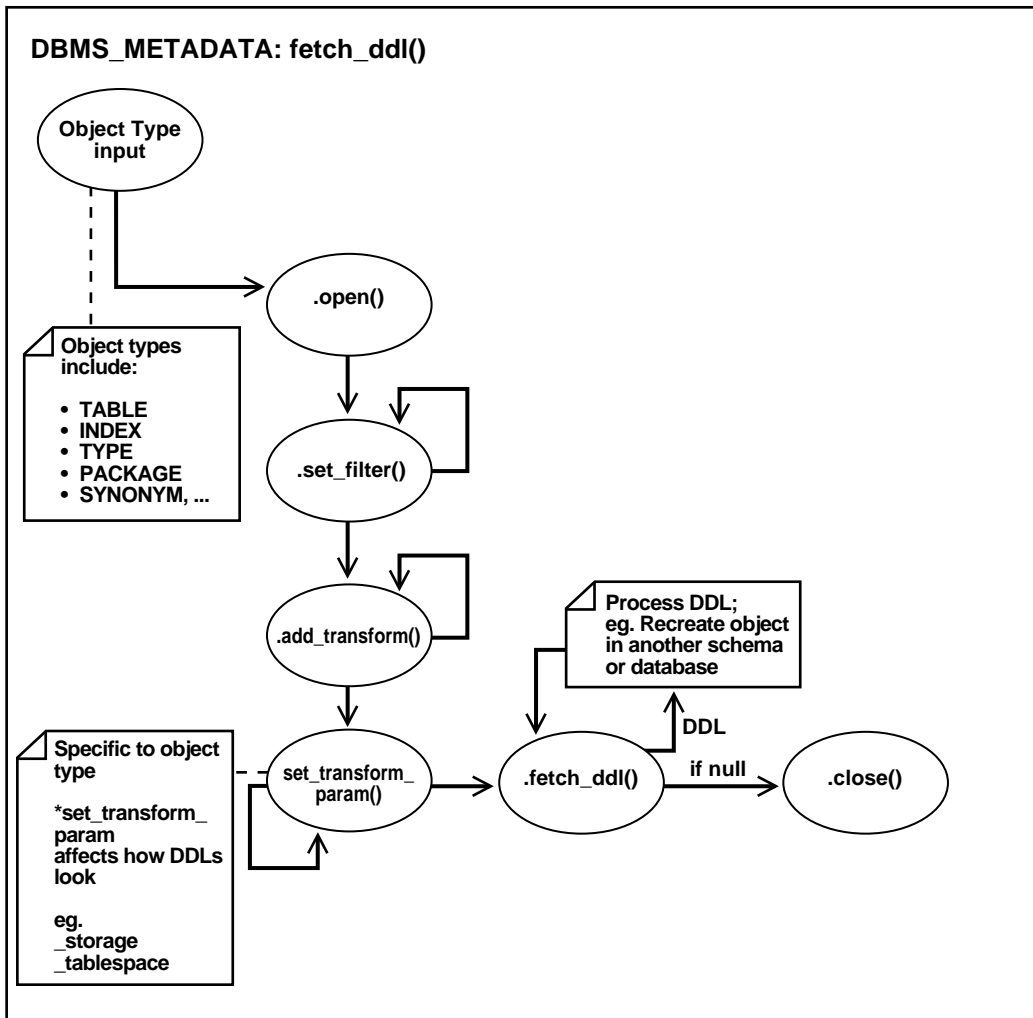 DBMS_METADATA: fetch_ddl()
Object Type
input
.open()
Object types
include:
• TABLE
• INDEX
• TYPE
• PACKAGE
• SYNONYM, ...
.set_filter()
.add_transform()
Process DDL;
eg. Recreate object
in another schema
or database
DDL
Specific to object
type
*set_transform_
param
affects how DDLs
look
eg.
_storage
_tablespace
set_transform_
param()
.fetch_ddl()
if null
.close()